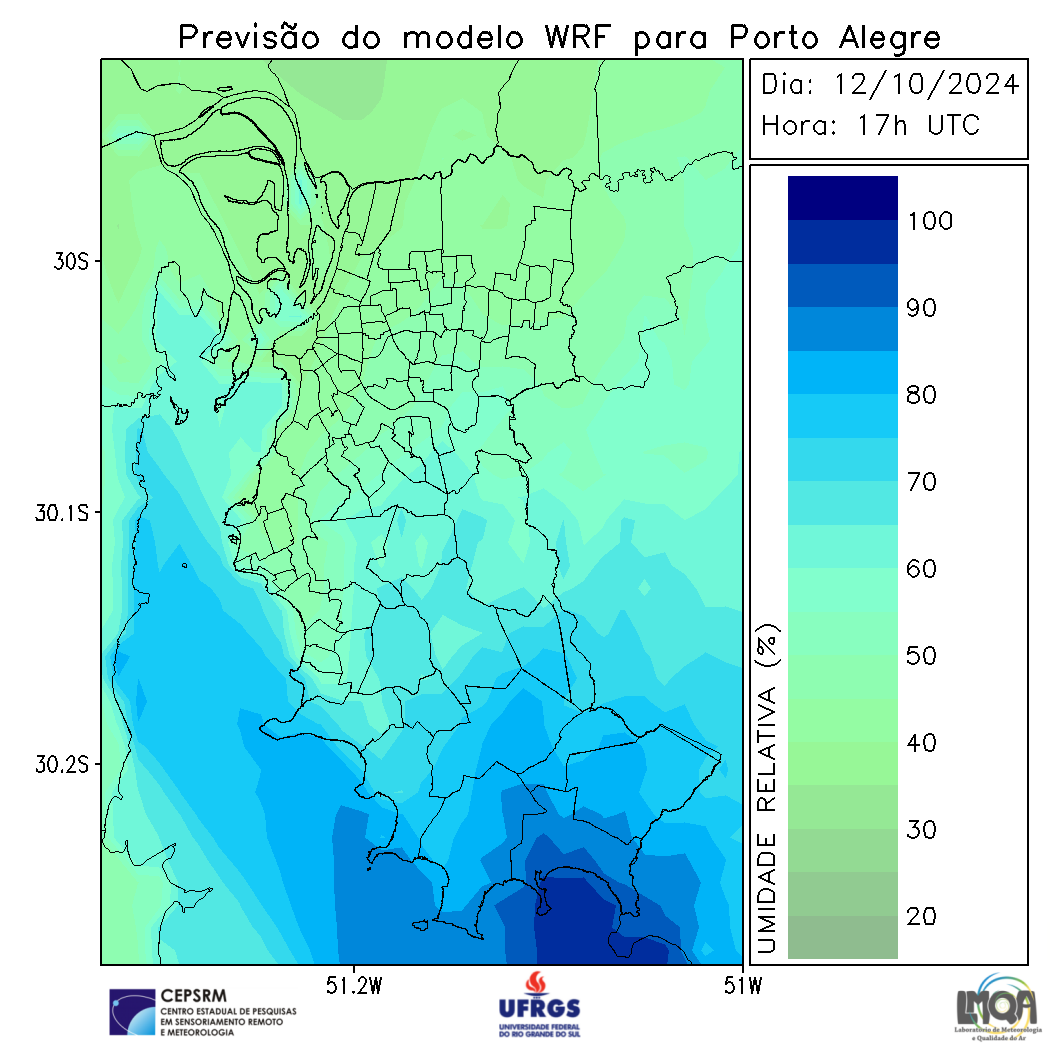 Previsão do modelo WRF para Porto Alegre
Dia: 12/10/2024
Hora: 17h UTC
30S
30.1S
30.2S
51.2W
51W
UMIDADE RELATIVA (%)
100
90
80
70
60
50
40
30
20
CEPSRM
CENTRO ESTADUAL DE PESQUISAS
EM SENSORIAMENTO REMOTO
E METEOROLOGIA
UFRGS
UNIVERSIDADE FEDERAL
DO RIO GRANDE DO SUL
LMQA
Laboratório de Meteorologia
e Qualidade do Ar